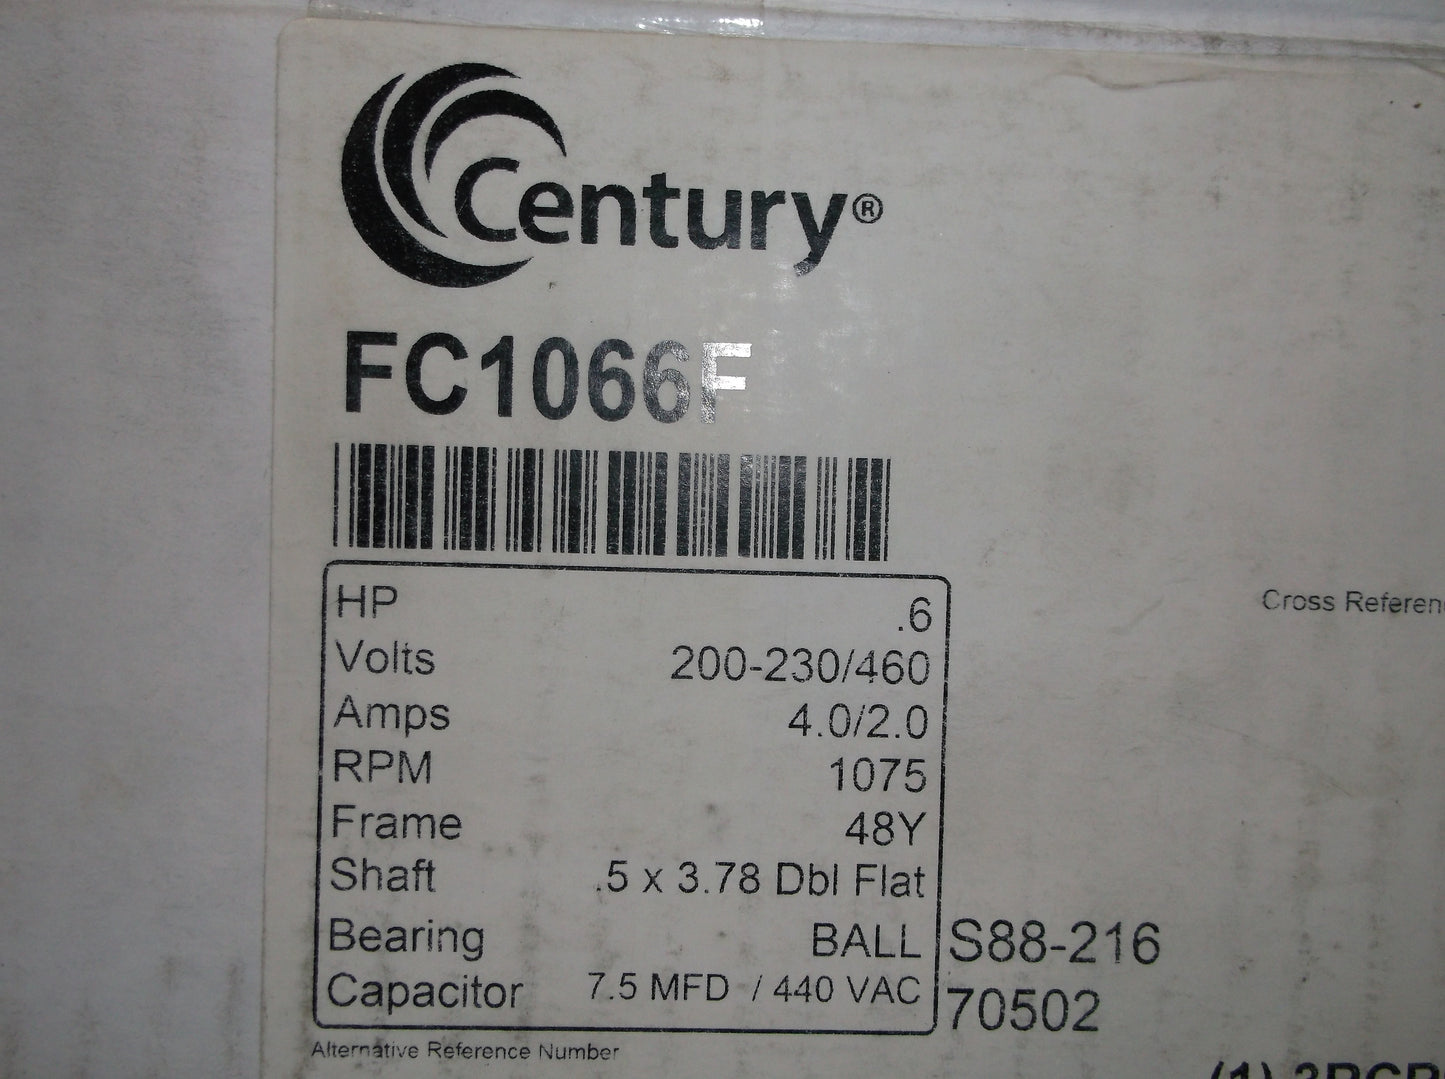 Century®
FC1066F
HP .6
Volts 200-230/460
Amps 4.0/2.0
RPM 1075
Frame 48Y
Shaft .5 x 3.78 Dbl Flat
Bearing BALL
Capacitor 7.5 MFD / 440 VAC
S88-216
70502
Alternative Reference Number
Cross Referen
(1)